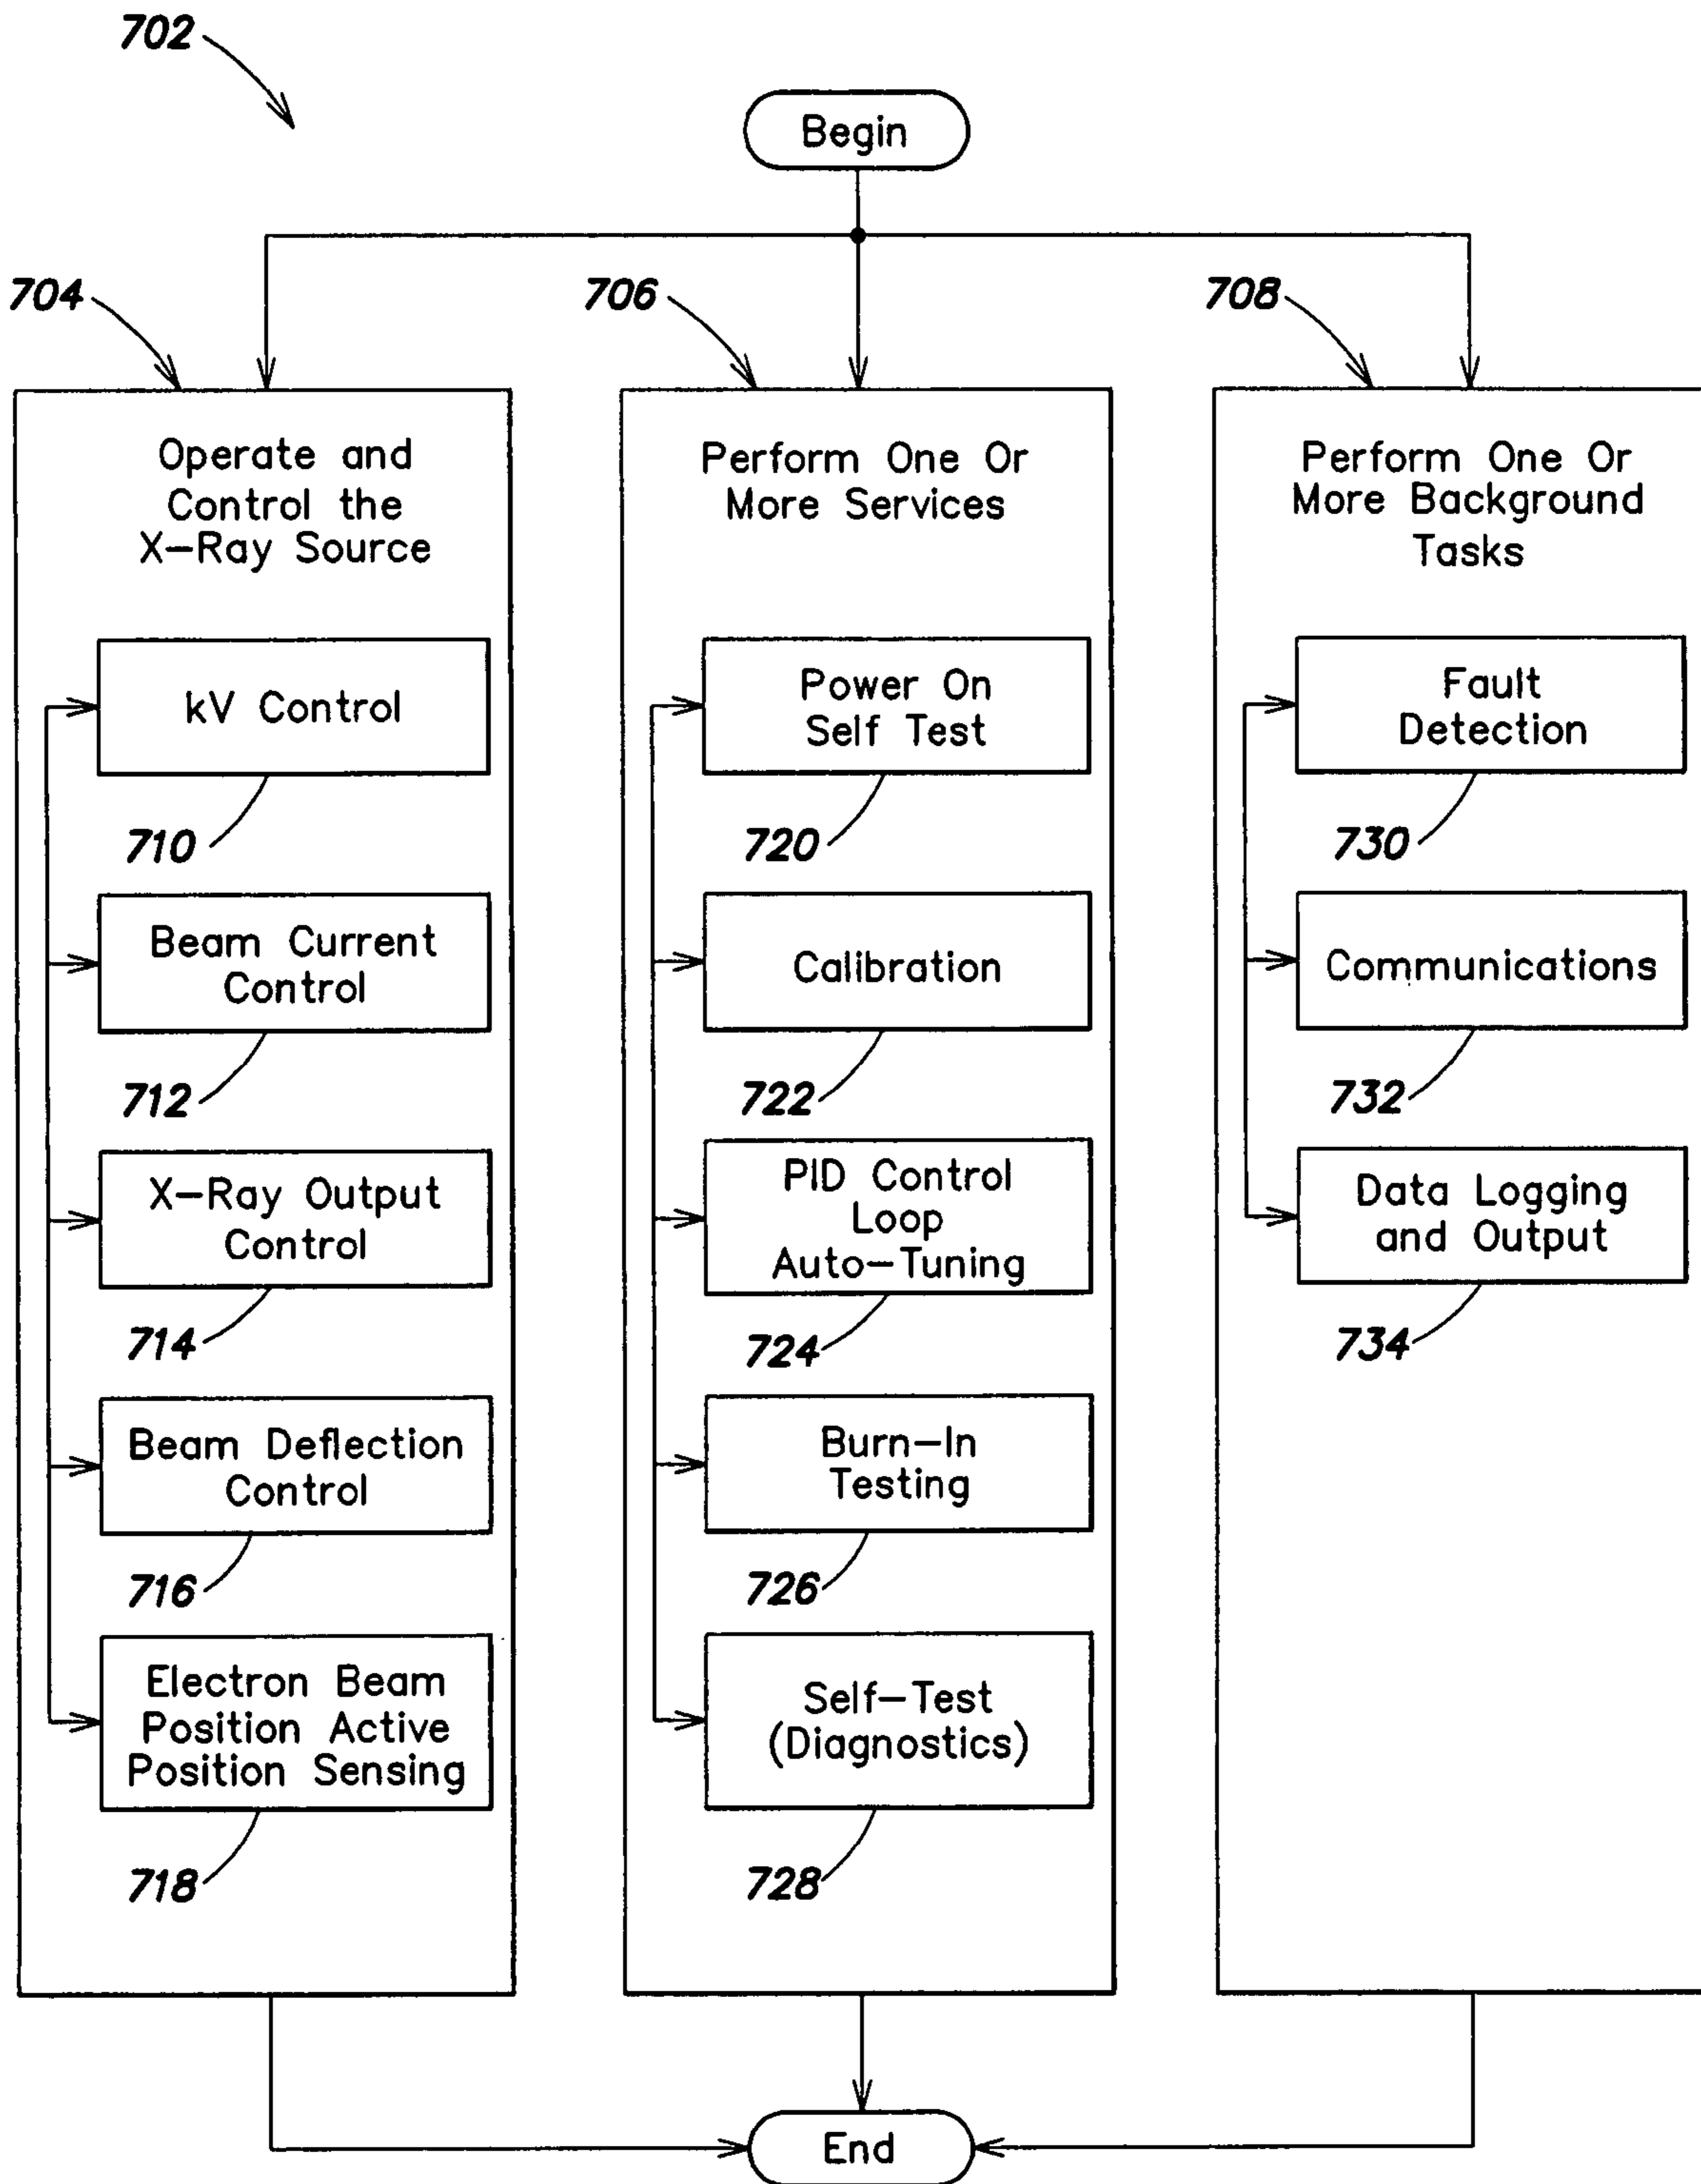 702
Begin
704
706
708
Operate and
Control the
X-Ray Source
kV Control
710
Beam Current
Control
712
X-Ray Output
Control
714
Beam Deflection
Control
716
Electron Beam
Position Active
Position Sensing
718
Perform One Or
More Services
Power On
Self Test
720
Calibration
722
PID Control
Loop
Auto-Tuning
724
Burn-In
Testing
726
Self-Test
(Diagnostics)
728
Perform One Or
More Background
Tasks
Fault
Detection
730
Communications
732
Data Logging
and Output
734
End